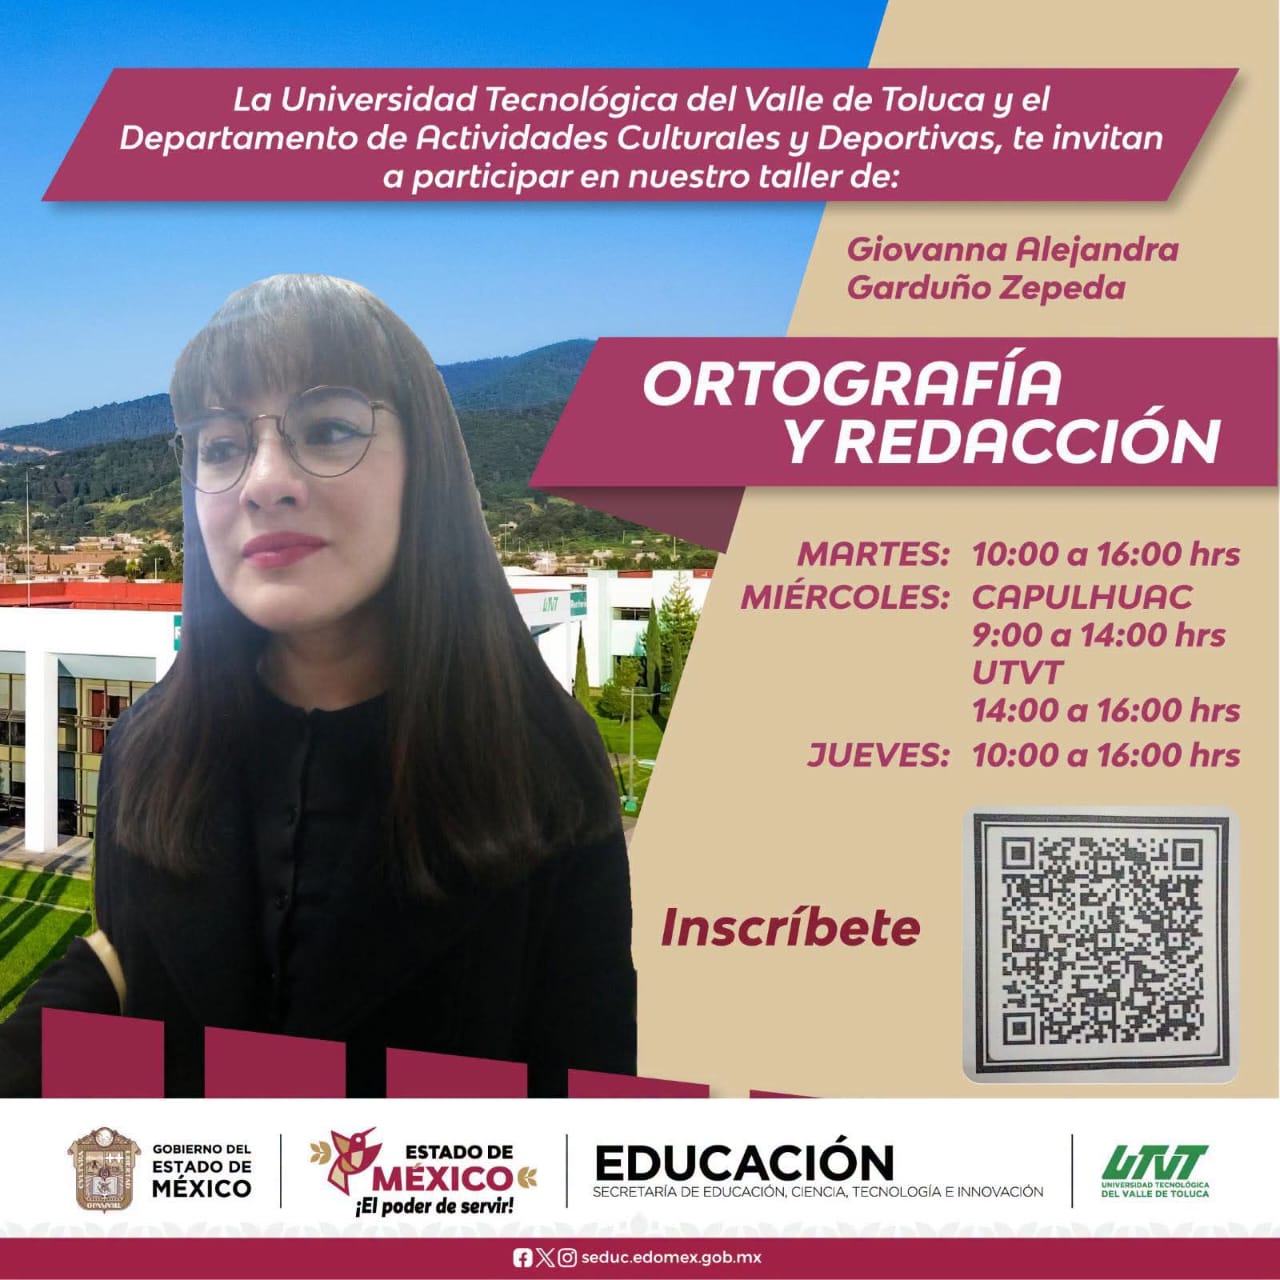 La Universidad Tecnológica del Valle de Toluca y el
Departamento de Actividades Culturales y Deportivas, te invitan
a participar en nuestro taller de:
Giovanna Alejandra
Garduño Zepeda
ORTOGRAFÍA
Y REDACCIÓN
MARTES: 10:00 a 16:00 hrs
MIÉRCOLES: CAPULHUAC
9:00 a 14:00 hrs
UTVT
14:00 a 16:00 hrs
JUEVES: 10:00 a 16:00 hrs
Inscríbete
UTVT
GOBIERNO DEL
ESTADO DE
MÉXICO
ESTADO DE
MÉXICO
¡El poder de servir!
EDUCACIÓN
SECRETARÍA DE EDUCACIÓN, CIENCIA, TECNOLOGÍA E INNOVACIÓN
UTVT
UNIVERSIDAD TECNOLÓGICA
DEL VALLE DE TOLUCA
seduc.edomex.gob.mx